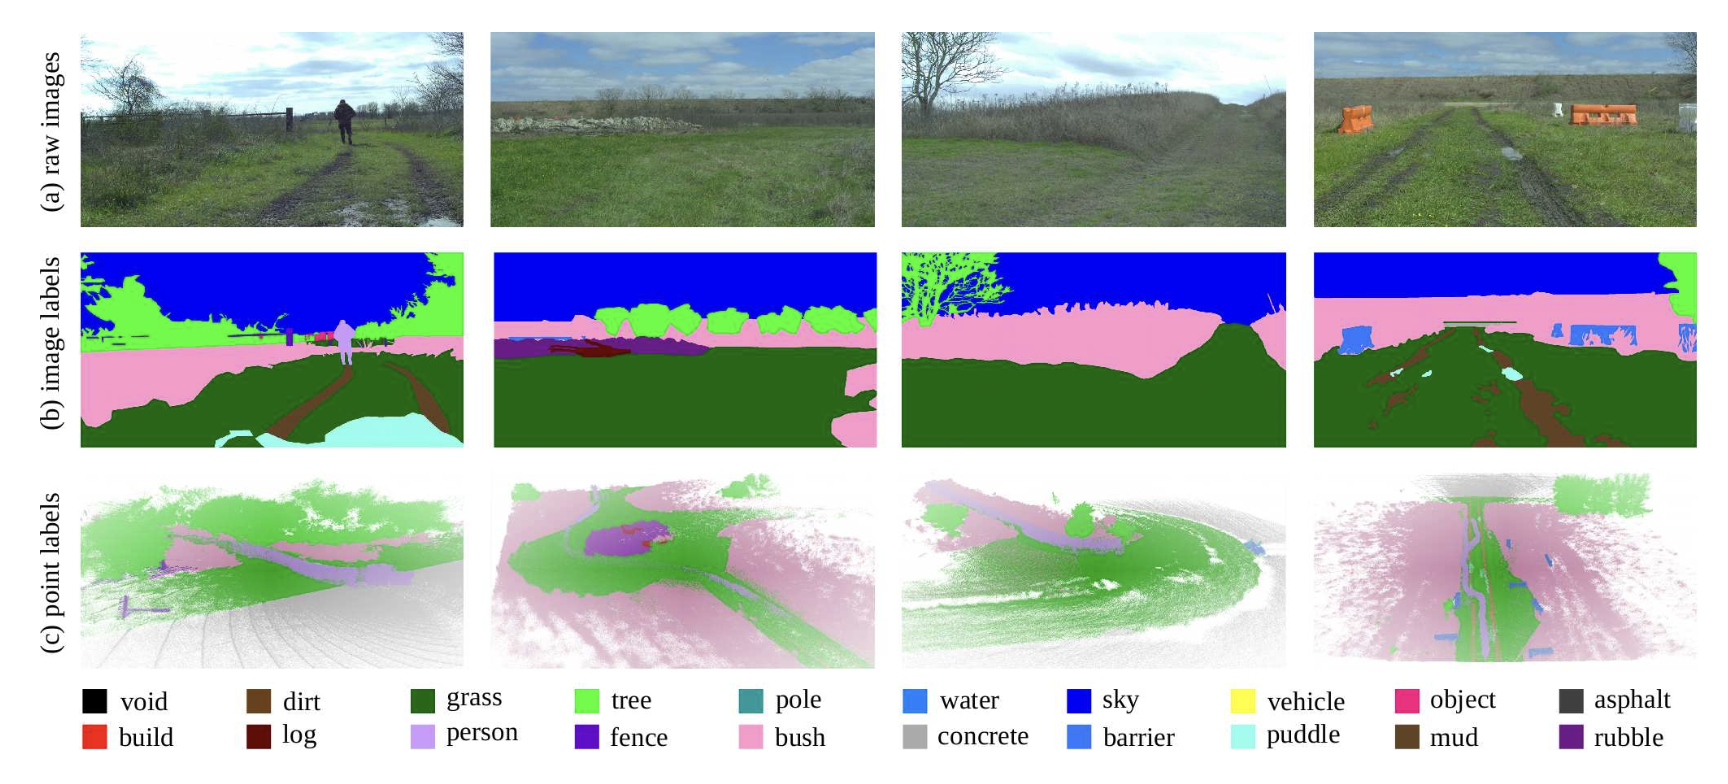 (a) raw images
(b) image labels
(c) point labels
void dirt grass tree pole water sky vehicle object asphalt
build log person fence bush concrete barrier puddle mud rubble